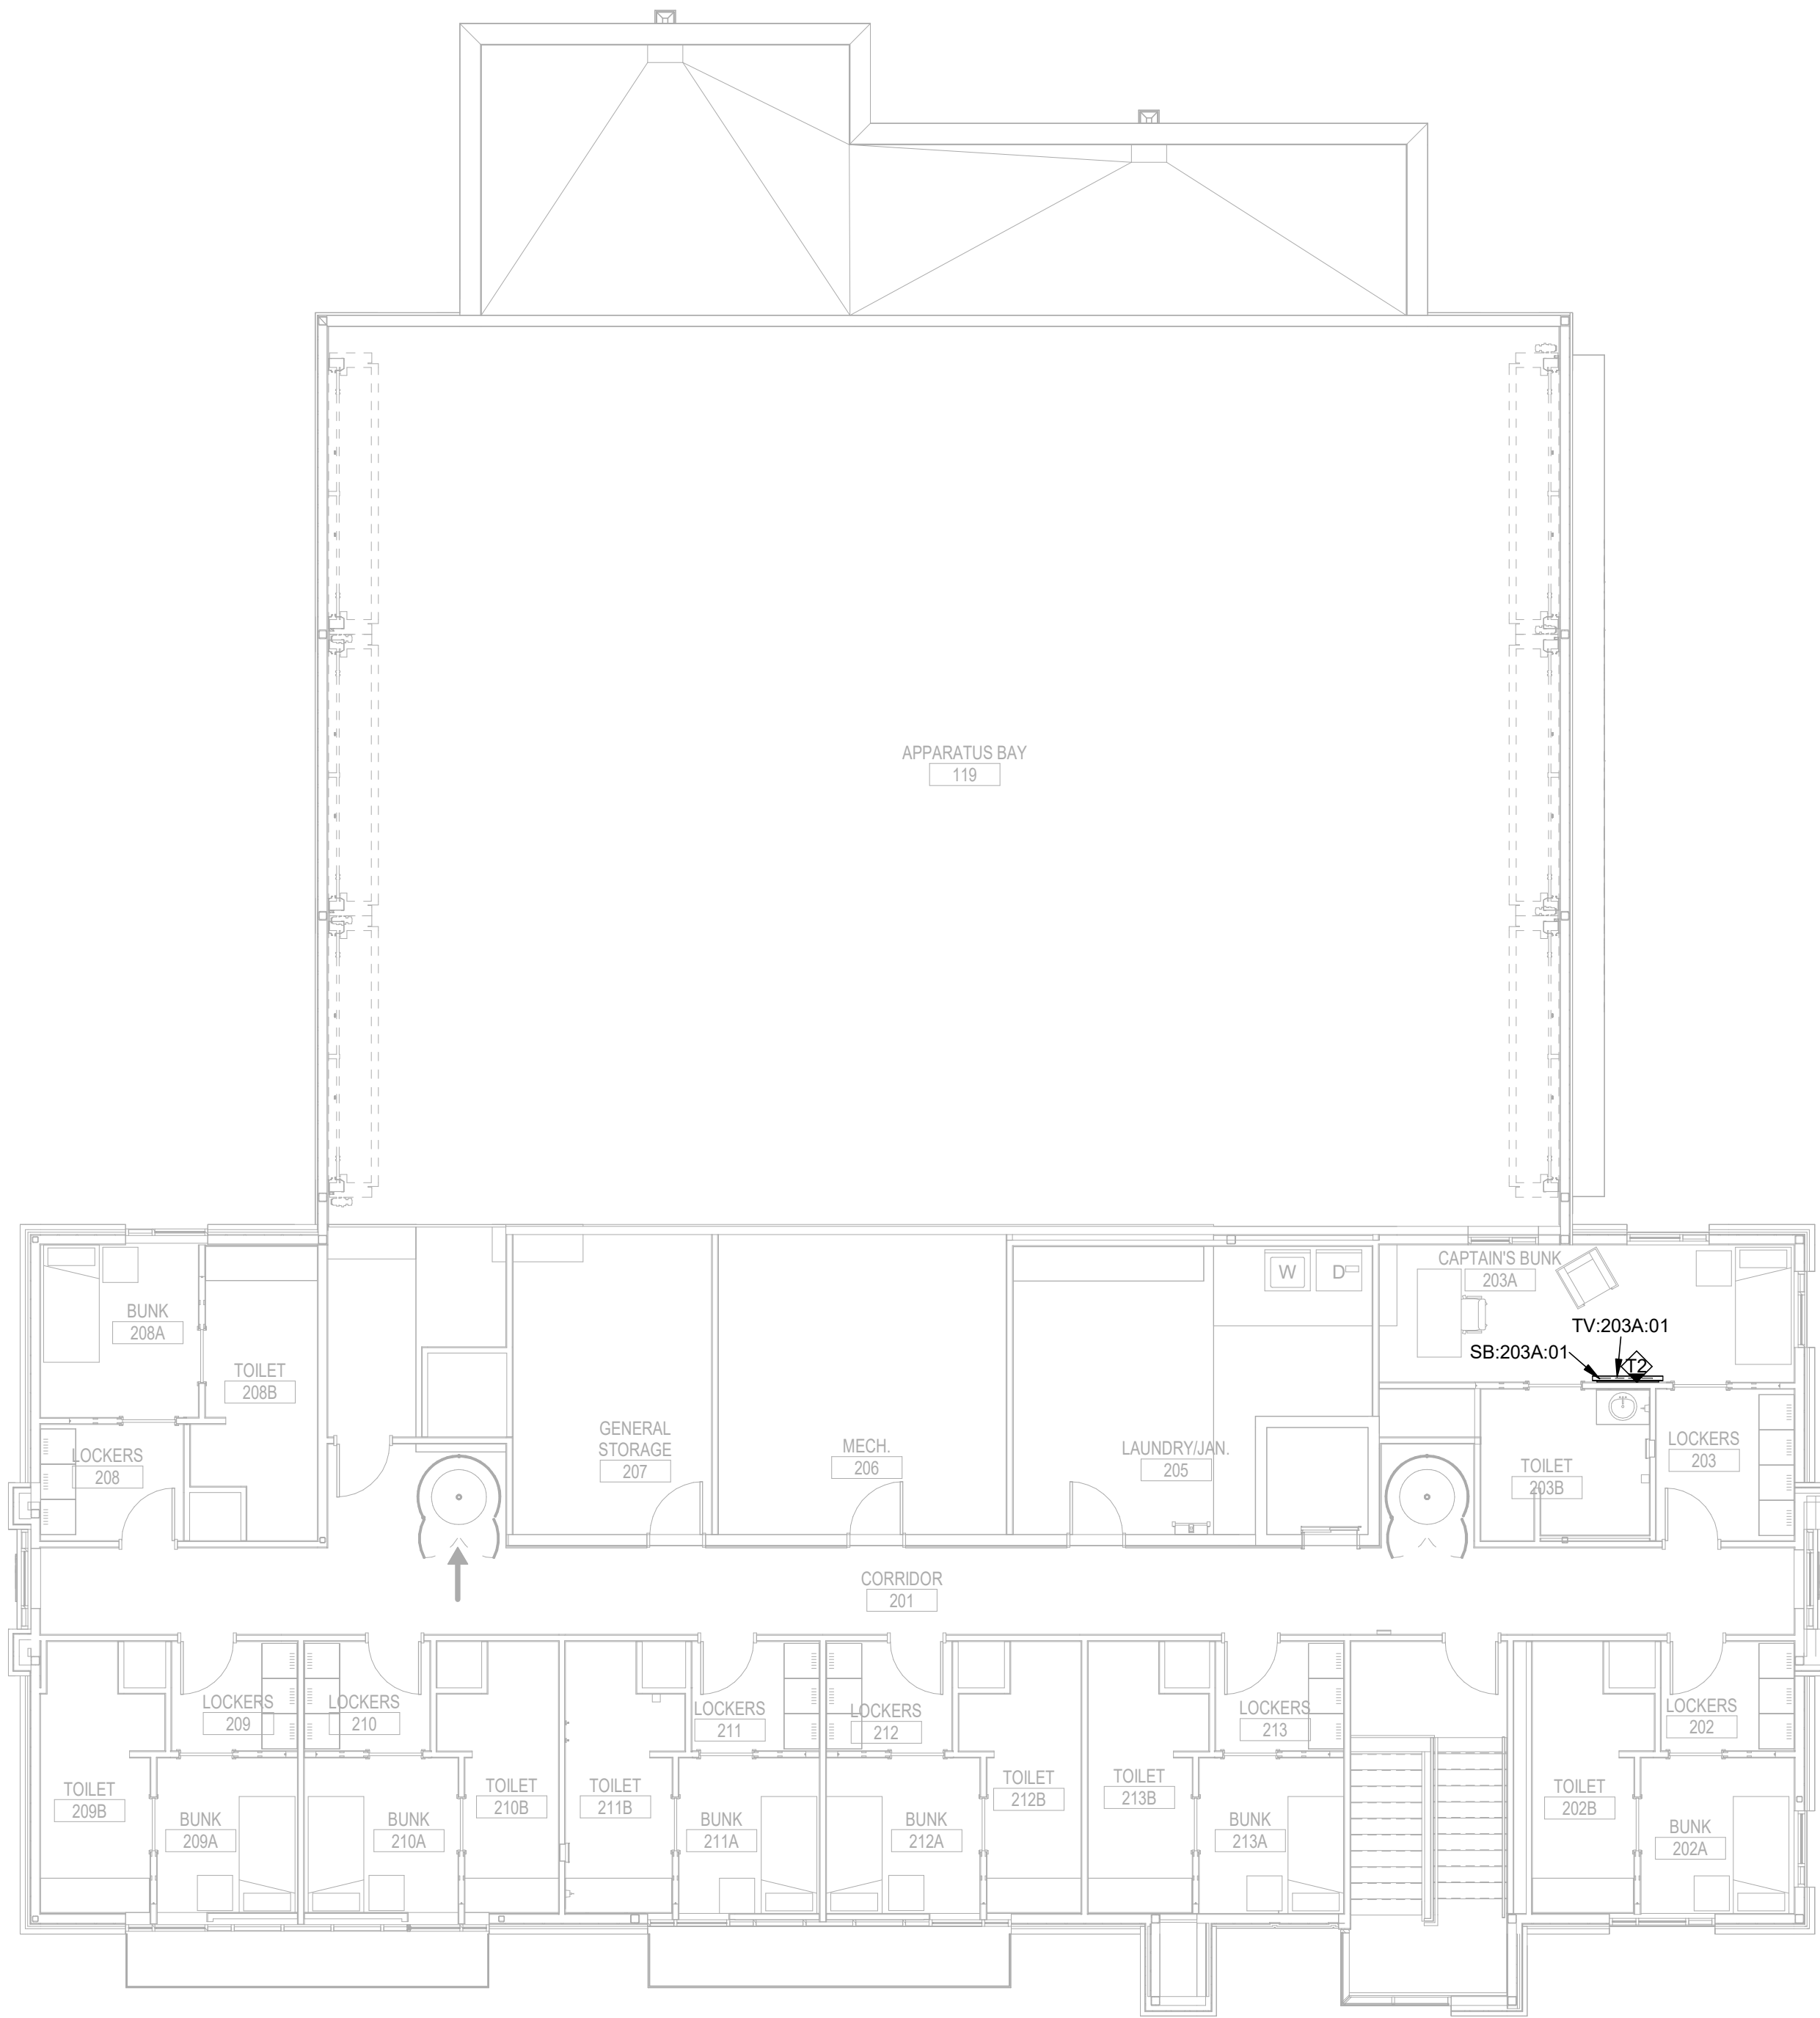 APPARATUS BAY
119
CAPTAIN'S BUNK
203A
W
D
BUNK
208A
TV:203A:01
SB:203A:01
T2
TOILET
208B
GENERAL
STORAGE
207
MECH.
206
LAUNDRY/JAN.
205
LOCKERS
208
LOCKERS
203
TOILET
203B
CORRIDOR
201
LOCKERS
209
LOCKERS
210
LOCKERS
211
LOCKERS
212
LOCKERS
213
LOCKERS
202
TOILET
209B
BUNK
209A
BUNK
210A
TOILET
210B
TOILET
211B
BUNK
211A
BUNK
212A
TOILET
212B
TOILET
213B
BUNK
213A
TOILET
202B
BUNK
202A